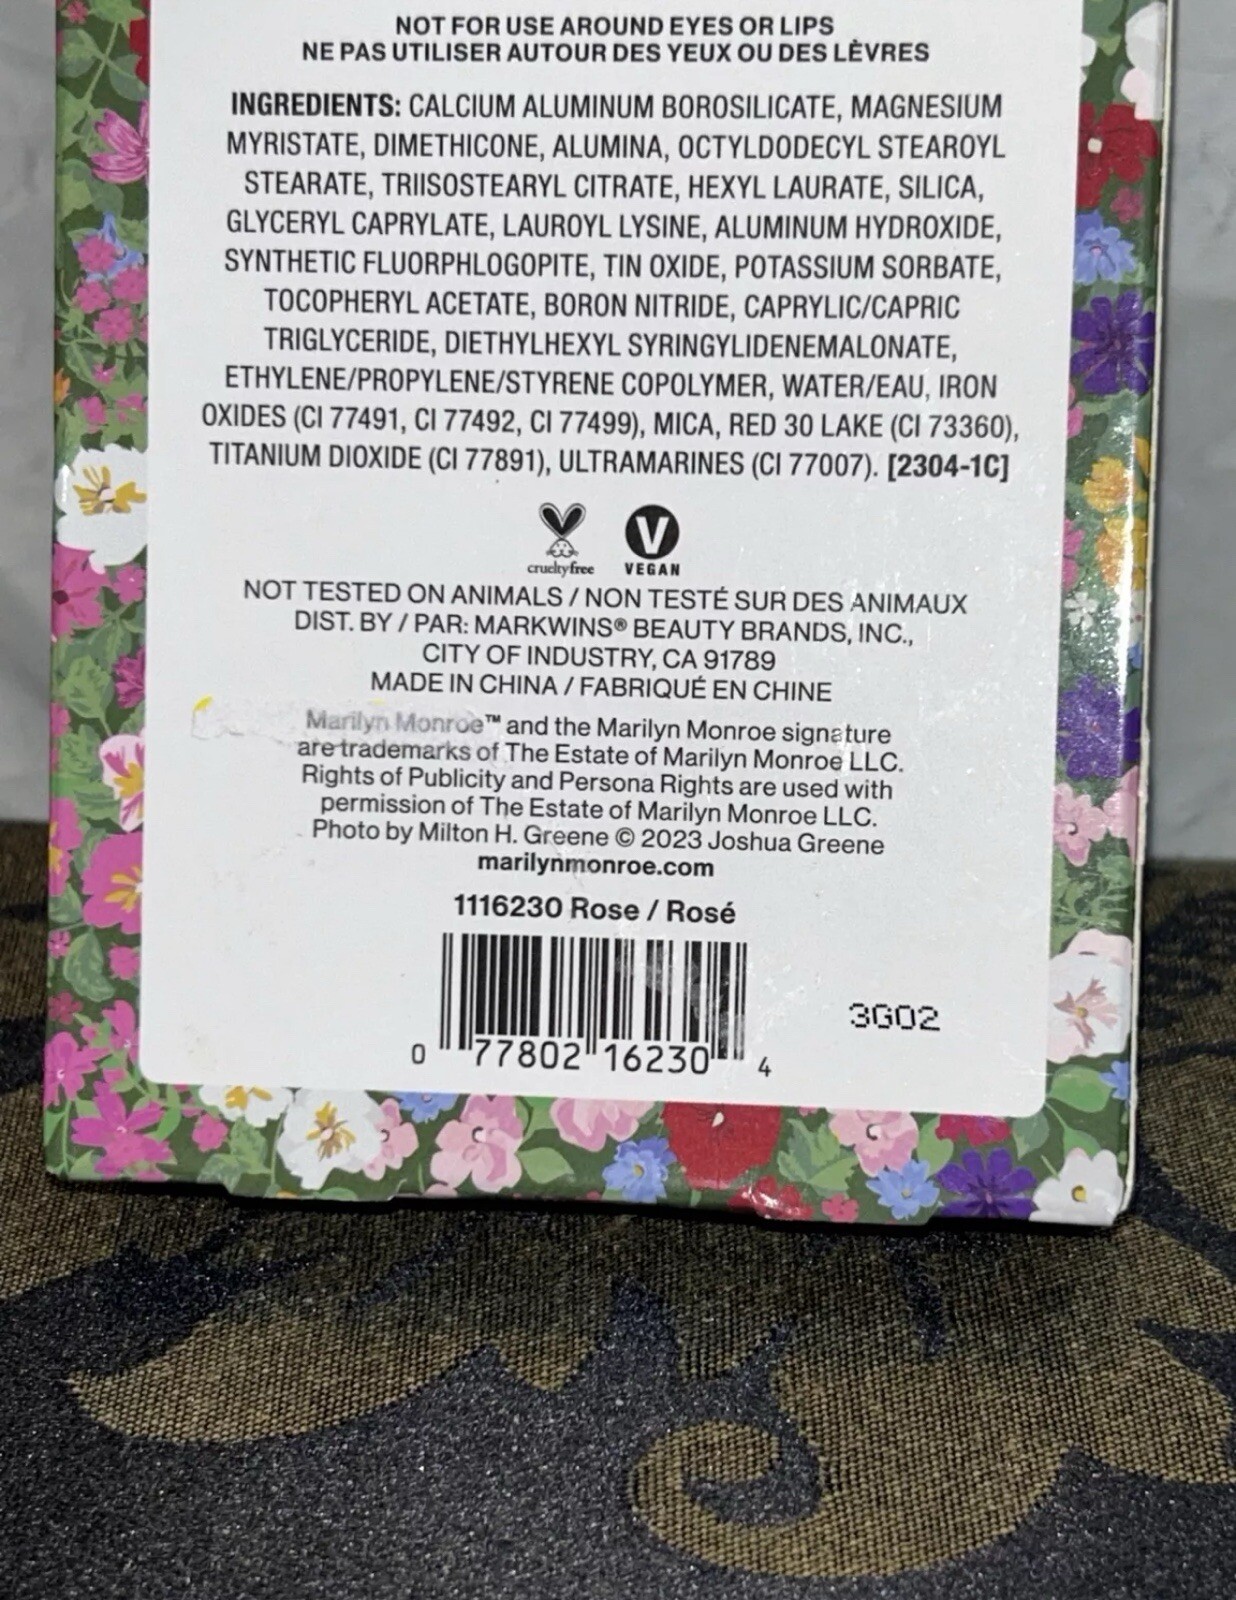 NOT FOR USE AROUND EYES OR LIPS
NE PAS UTILISER AUTOUR DES YEUX OU DES LÈVRES
INGREDIENTS: CALCIUM ALUMINUM BOROSILICATE, MAGNESIUM
MYRISTATE, DIMETHICONE, ALUMINA, OCTYLDODECYL STEAROYL
STEARATE, TRIISOSTEARYL CITRATE, HEXYL LAURATE, SILICA,
GLYCERYL CAPRYLATE, LAUROYL LYSINE, ALUMINUM HYDROXIDE,
SYNTHETIC FLUORPHLOGOPITE, TIN OXIDE, POTASSIUM SORBATE,
TOCOPHERYL ACETATE, BORON NITRIDE, CAPRYLIC/CAPRIC
TRIGLYCERIDE, DIETHYLHEXYL SYRINGYLIDENEMALONATE,
ETHYLENE/PROPYLENE/STYRENE COPOLYMER, WATER/EAU, IRON
OXIDES (CI 77491, CI 77492, CI 77499), MICA, RED 30 LAKE (CI 73360),
TITANIUM DIOXIDE (CI 77891), ULTRAMARINES (CI 77007). [2304-1C]
V
crueltyfree VEGAN
NOT TESTED ON ANIMALS / NON TESTÉ SUR DES ANIMAUX
DIST. BY / PAR: MARKWINS® BEAUTY BRANDS, INC.,
CITY OF INDUSTRY, CA 91789
MADE IN CHINA / FABRIQUÉ EN CHINE
Marilyn Monroe™ and the Marilyn Monroe signature
are trademarks of The Estate of Marilyn Monroe LLC.
Rights of Publicity and Persona Rights are used with
permission of The Estate of Marilyn Monroe LLC.
Photo by Milton H. Greene © 2023 Joshua Greene
marilynmonroe.com
1116230 Rose / Rosé
3G02
0 77802 16230 4